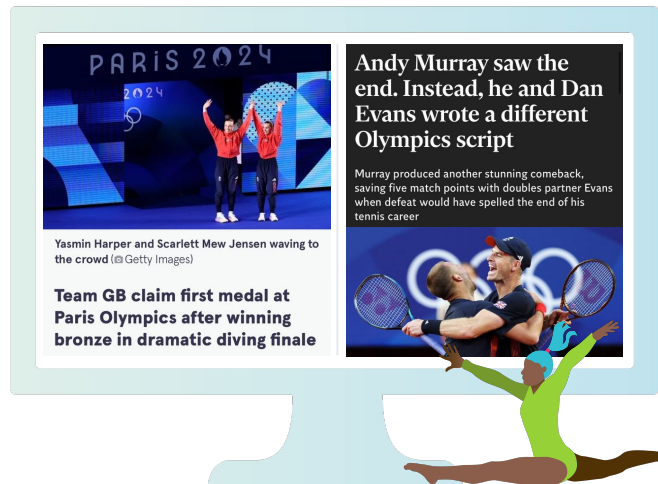 PARIS 2024
2024
Yasmin Harper and Scarlett Mew Jensen waving to
the crowd (Getty Images)
Team GB claim first medal at
Paris Olympics after winning
bronze in dramatic diving finale
Andy Murray saw the
end. Instead, he and Dan
Evans wrote a different
Olympics script
Murray produced another stunning comeback,
saving five match points with doubles partner Evans
when defeat would have spelled the end of his
tennis career